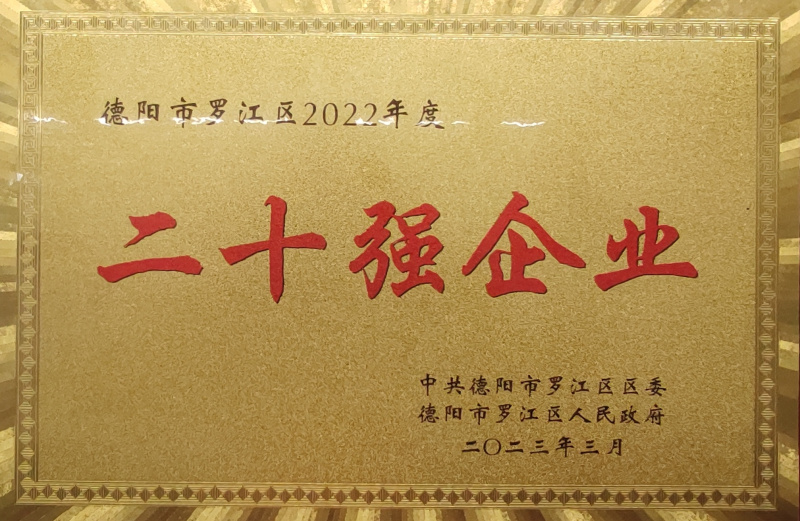 德阳市罗江区2022年度
二十强企业
中共德阳市罗江区区委
德阳市罗江区人民政府
二〇二三年三月